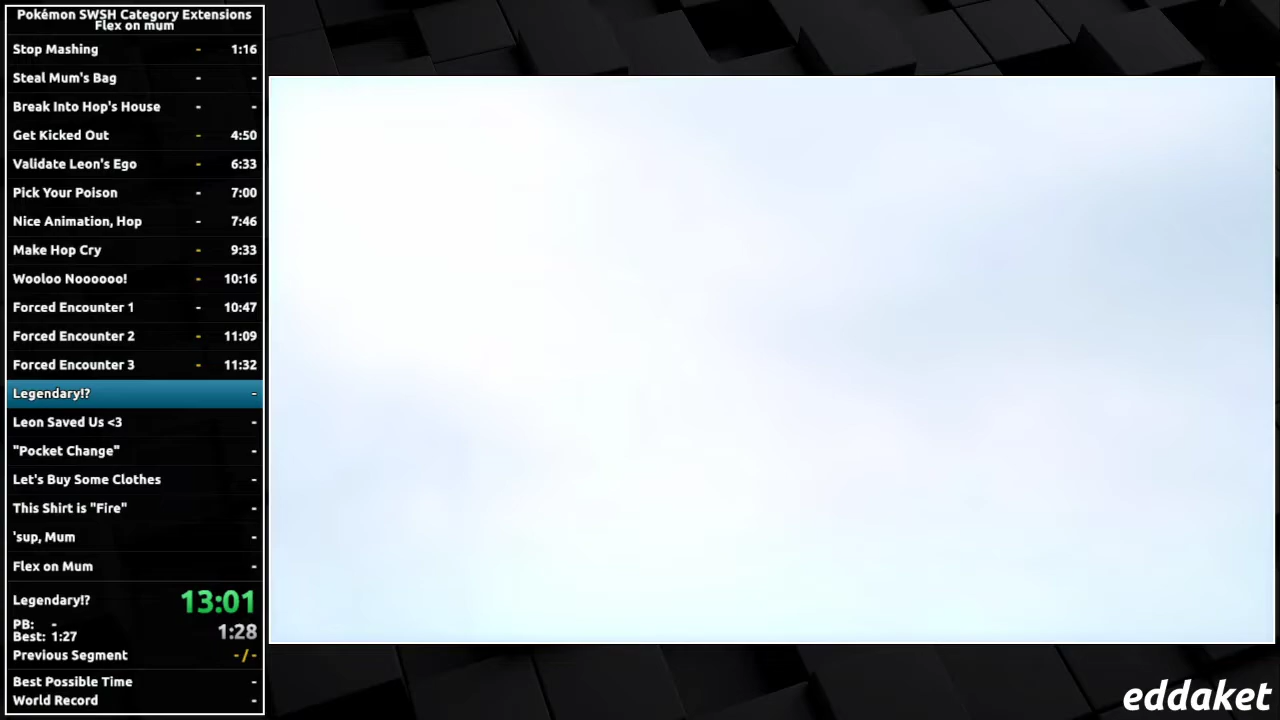 Pokémon SWSH Category Extensions
Flex on mum
Stop Mashing - 1:16
Steal Mum's Bag - -
Break Into Hop's House - -
Get Kicked Out - 4:50
Validate Leon's Ego - 6:33
Pick Your Poison - 7:00
Nice Animation, Hop - 7:46
Make Hop Cry - 9:33
Wooloo Noooooo! - 10:16
Forced Encounter 1 - 10:47
Forced Encounter 2 - 11:09
Forced Encounter 3 - 11:32
Legendary!? -
Leon Saved Us <3 -
"Pocket Change" -
Let's Buy Some Clothes -
This Shirt is "Fire" -
'sup, Mum -
Flex on Mum -
Legendary!? 13:01
PB: -
Best: 1:27 1:28
Previous Segment - / -
Best Possible Time -
World Record -
eddaket